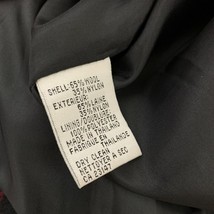 SHELL:65% WOOL
35% NYLON
EXTERIEUR:
65% LAINE
35% NYLON
LINING/DOUBLURE:
100% POLYESTER
MADE IN THAILAND
FABRIQUE EN
THAILANDE
DRY CLEAN
NETTOYER A SEC
CA 23147